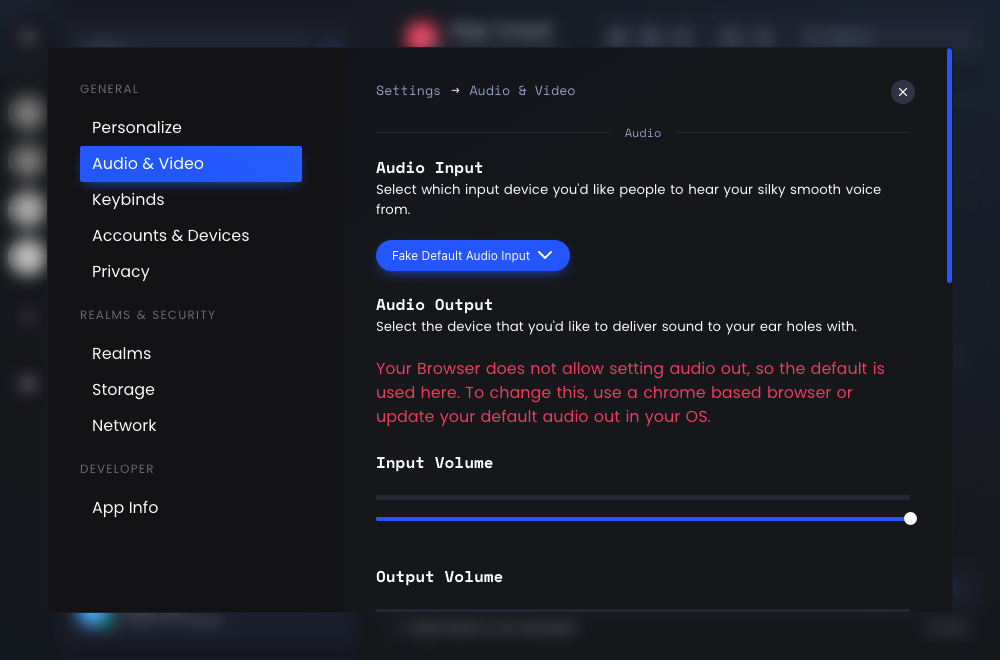 GENERAL
Personalize
Audio & Video
Keybinds
Accounts & Devices
Privacy
REALMS & SECURITY
Realms
Storage
Network
DEVELOPER
App Info
Settings → Audio & Video
Audio
Audio Input
Select which input device you'd like people to hear your silky smooth voice
from.
Fake Default Audio Input
Audio Output
Select the device that you'd like to deliver sound to your ear holes with.
Your Browser does not allow setting audio out, so the default is
used here. To change this, use a chrome based browser or
update your default audio out in your OS.
Input Volume
Output Volume